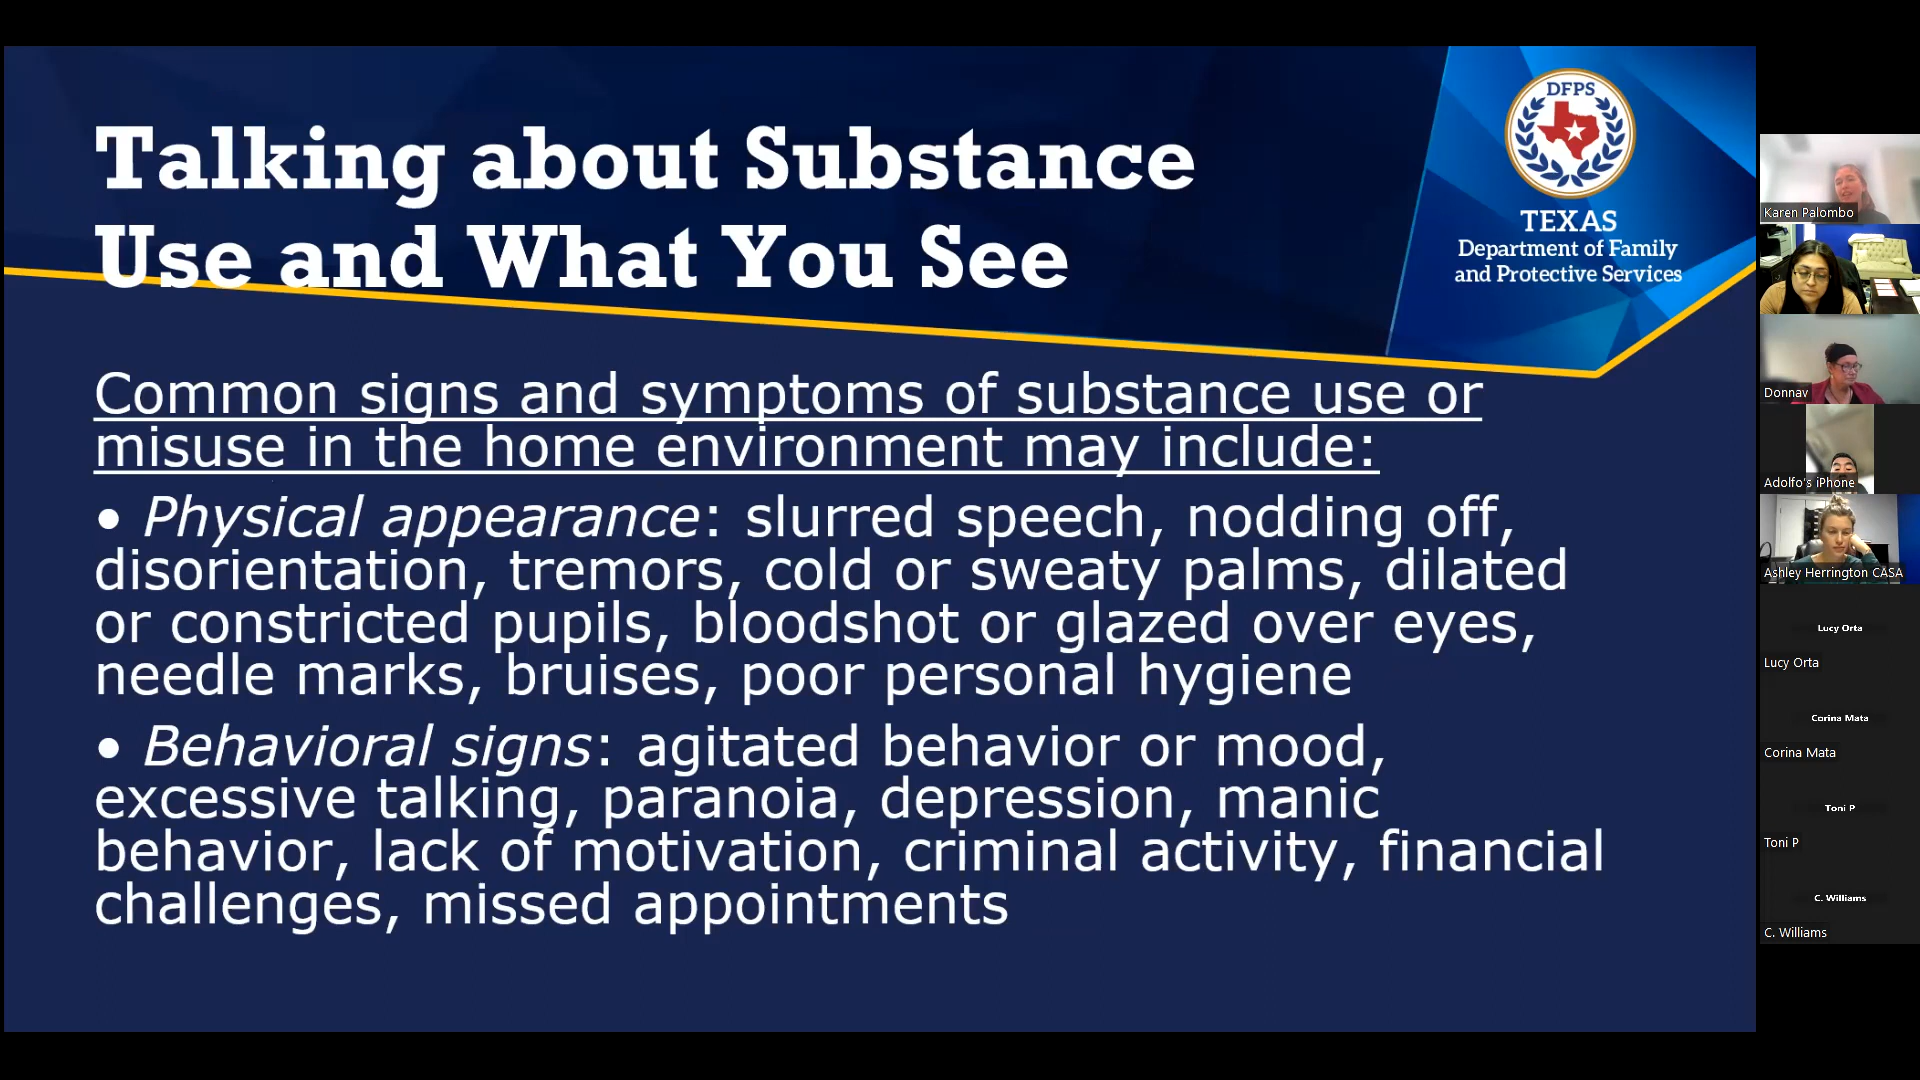 Talking about Substance
Use and What You See
DFPS
TEXAS
Department of Family
and Protective Services
Common signs and symptoms of substance use or
misuse in the home environment may include:
• Physical appearance: slurred speech, nodding off,
disorientation, tremors, cold or sweaty palms, dilated
or constricted pupils, bloodshot or glazed over eyes,
needle marks, bruises, poor personal hygiene
• Behavioral signs: agitated behavior or mood,
excessive talking, paranoia, depression, manic
behavior, lack of motivation, criminal activity, financial
challenges, missed appointments
Karen Palombo
Donnav
Adolfo's iPhone
Ashley Herrington CASA
Lucy Orta
Lucy Orta
Corina Mata
Corina Mata
Toni P
Toni P
C. Williams
C. Williams